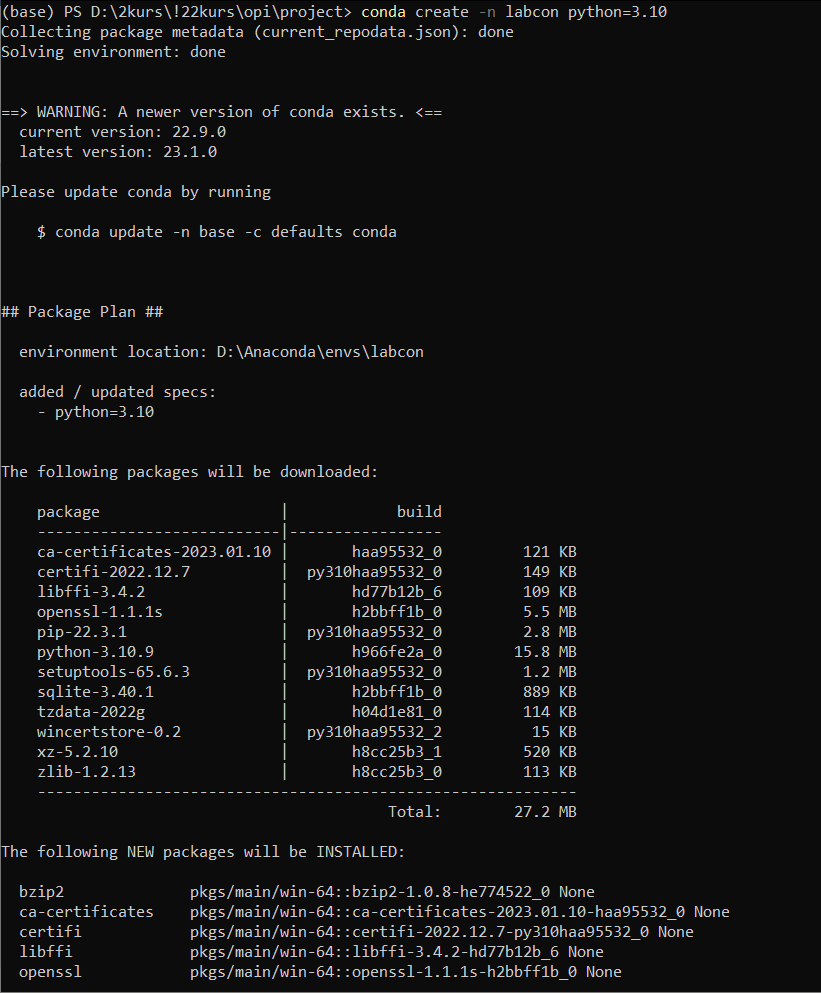 (base) PS D:\2kurs\!22kurs\opi\project> conda create -n labcon python=3.10
Collecting package metadata (current_repodata.json): done
Solving environment: done
==> WARNING: A newer version of conda exists. <==
  current version: 22.9.0
  latest version: 23.1.0
Please update conda by running
    $ conda update -n base -c defaults conda
## Package Plan ##
  environment location: D:\Anaconda\envs\labcon
  added / updated specs:
    - python=3.10
The following packages will be downloaded:
    package                    |            build
    ---------------------------|-----------------
    ca-certificates-2023.01.10 |       haa95532_0         121 KB
    certifi-2022.12.7          |  py310haa95532_0         149 KB
    libffi-3.4.2               |       hd77b12b_6         109 KB
    openssl-1.1.1s             |       h2bbff1b_0         5.5 MB
    pip-22.3.1                 |  py310haa95532_0         2.8 MB
    python-3.10.9              |       h966fe2a_0        15.8 MB
    setuptools-65.6.3          |  py310haa95532_0         1.2 MB
    sqlite-3.40.1              |       h2bbff1b_0         889 KB
    tzdata-2022g               |       h04d1e81_0         114 KB
    wincertstore-0.2           |  py310haa95532_2          15 KB
    xz-5.2.10                  |       h8cc25b3_1         520 KB
    zlib-1.2.13                |       h8cc25b3_0         113 KB
    ------------------------------------------------------------
                                           Total:        27.2 MB
The following NEW packages will be INSTALLED:
  bzip2              pkgs/main/win-64::bzip2-1.0.8-he774522_0 None
  ca-certificates    pkgs/main/win-64::ca-certificates-2023.01.10-haa95532_0 None
  certifi            pkgs/main/win-64::certifi-2022.12.7-py310haa95532_0 None
  libffi             pkgs/main/win-64::libffi-3.4.2-hd77b12b_6 None
  openssl            pkgs/main/win-64::openssl-1.1.1s-h2bbff1b_0 None